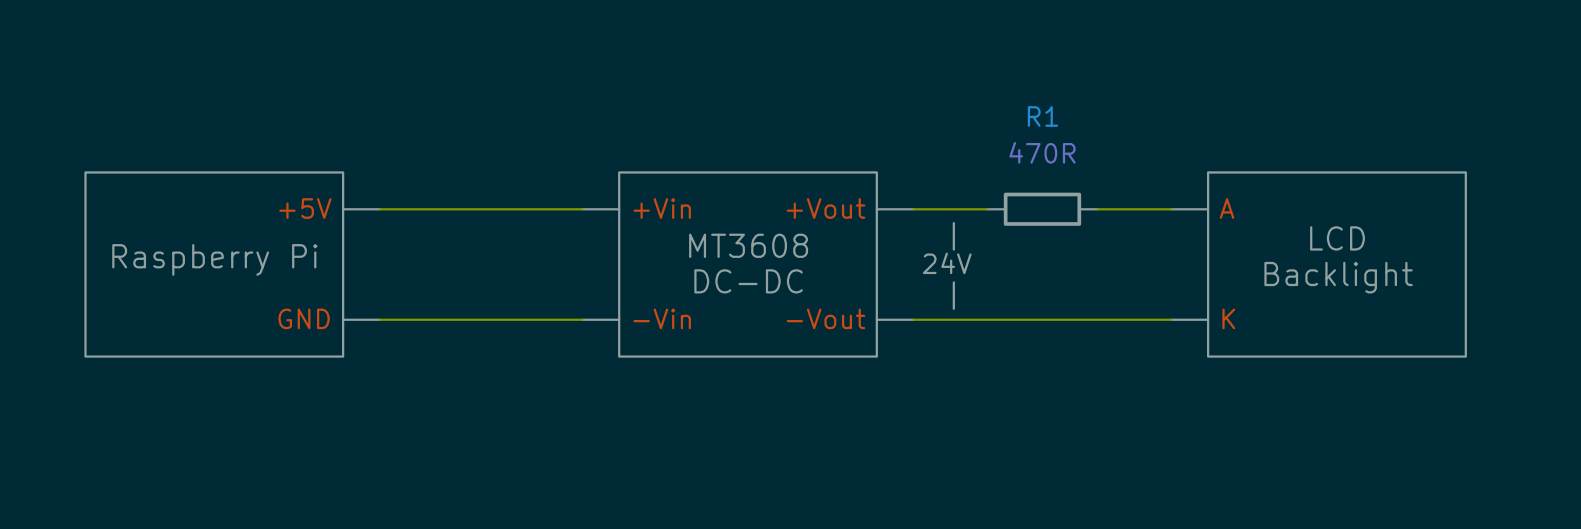 R1
470R
+5V
Raspberry Pi
GND
+Vin
+Vout
MT3608
DC-DC
-Vin
-Vout
24V
A
LCD
Backlight
K